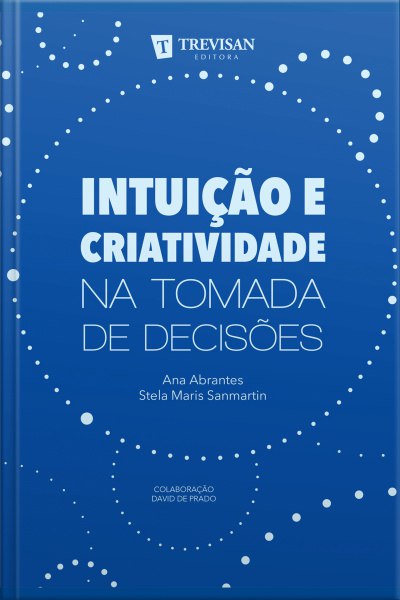 T TREVISAN
EDITORA
INTUIÇÃO E
CRIATIVIDADE
NA TOMADA
DE DECISÕES
Ana Abrantes
Stela Maris Sanmartin
COLABORAÇÃO
DAVID DE PRADO